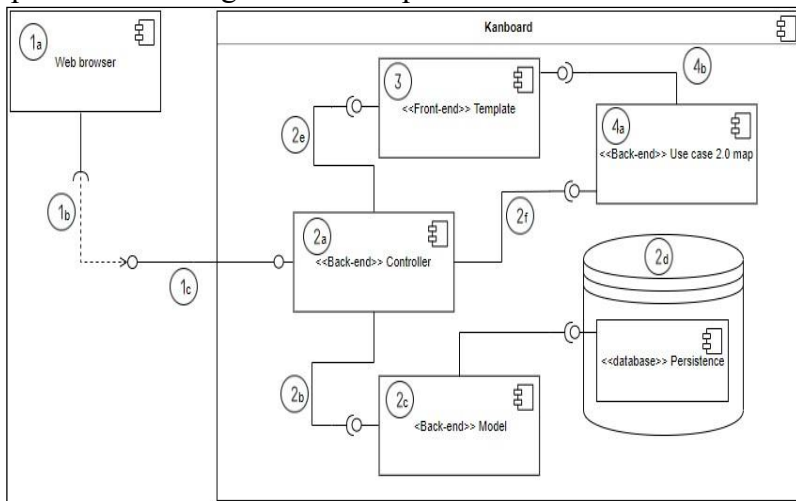 Kanboard
1a
Web browser
3
<<Front-end>> Template
4b
4a
<<Back-end>> Use case 2.0 map
2e
1b
2f
2a
<<Back-end>> Controller
2d
1c
<<database>> Persistence
2b
2c
<Back-end>> Model